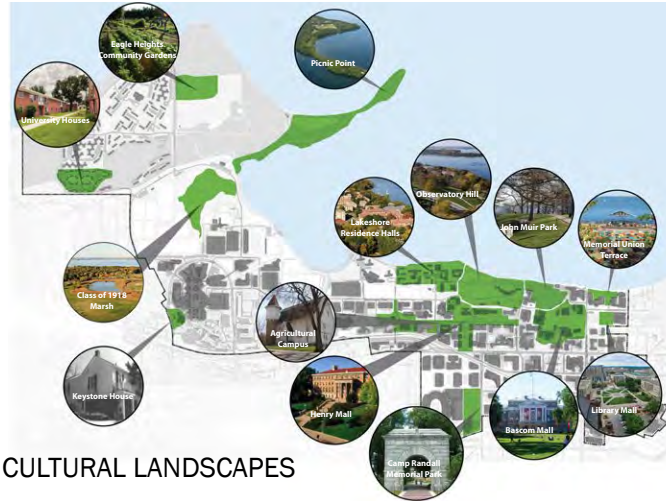 Eagle Heights
Community Gardens
Picnic Point
University Houses
Observatory Hill
John Muir Park
Lakeshore
Residence Halls
Memorial Union
Terrace
Class of 1918
Marsh
Agricultural
Campus
Keystone House
Henry Mall
Bascom Mall
Library Mall
Camp Randall
Memorial Park
CULTURAL LANDSCAPES